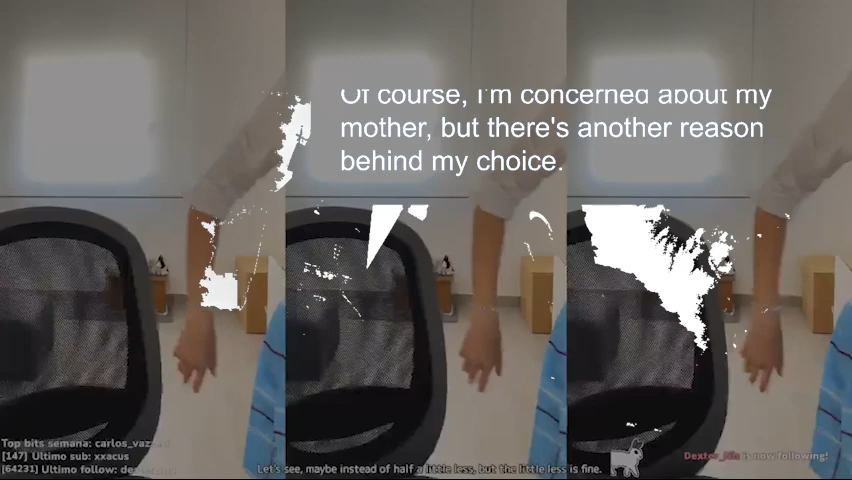 Of course, I'm concerned about my
mother, but there's another reason
behind my choice.
Top bits semana: carlos_vaz
[147] Ultimo sub: xxacus
[64231] Ultimo follow:
Let's see, maybe instead of half a little less, but the little less is fine.
is now following!